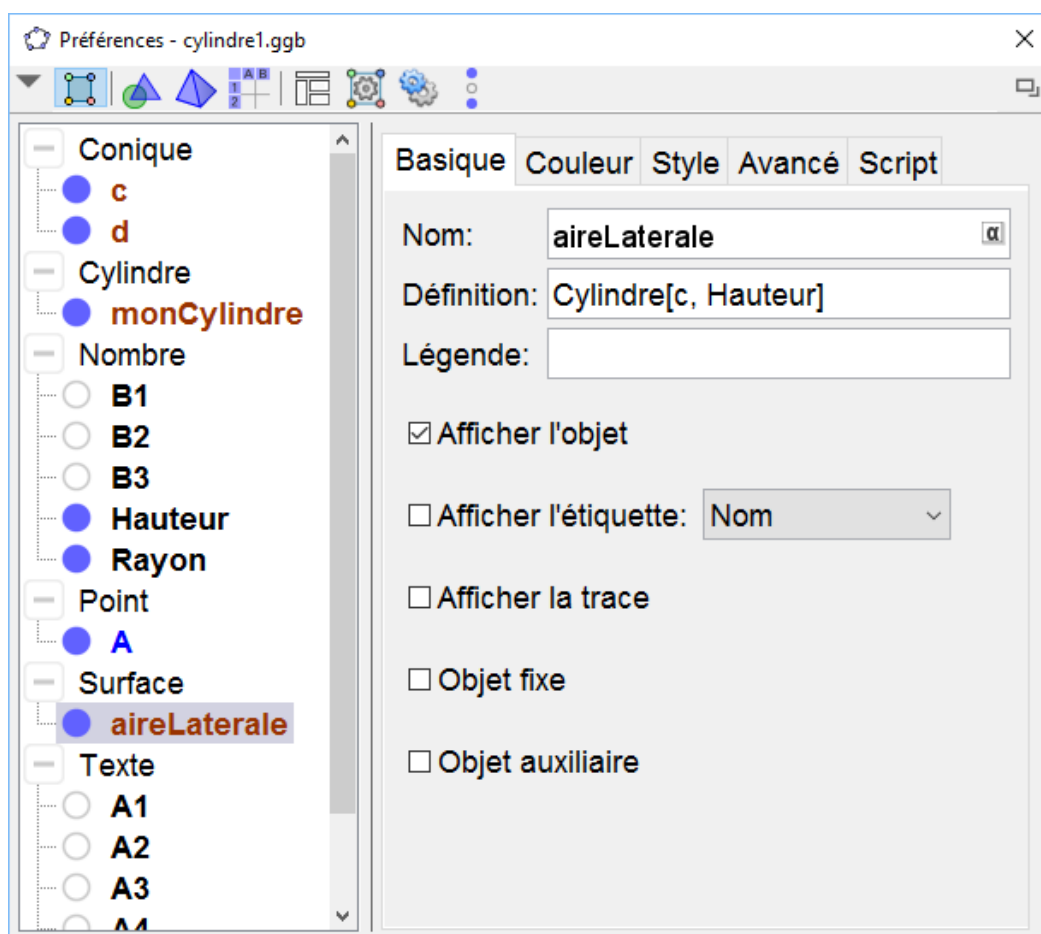 Préférences - cylindre1.ggb
Conique
c
d
Cylindre
monCylindre
Nombre
B1
B2
B3
Hauteur
Rayon
Point
A
Surface
aireLaterale
Texte
A1
A2
A3
A4
Basique Couleur Style Avancé Script
Nom: aireLaterale α
Définition: Cylindre[c, Hauteur]
Légende:
Afficher l'objet
Afficher l'étiquette: Nom
Afficher la trace
Objet fixe
Objet auxiliaire